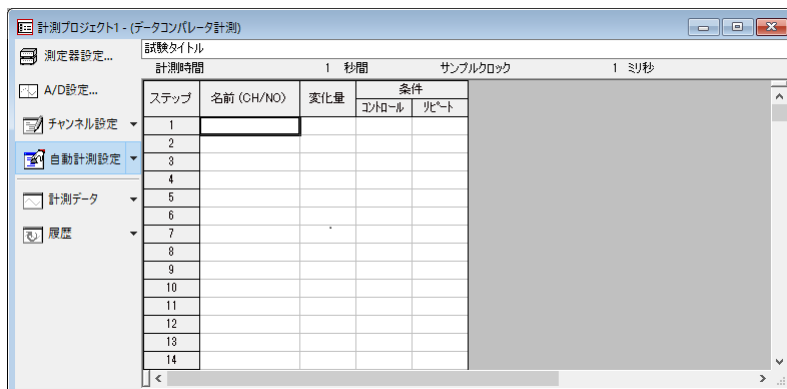 計測プロジェクト1 - (データコンパレータ計測)
測定器設定...
A/D設定...
チャンネル設定
自動計測設定
計測データ
履歴
試験タイトル
計測時間 1 秒間 サンプルクロック 1 ミリ秒
ステップ 名前 (CH/NO) 変化量 条件
コントロール リピート
1
2
3
4
5
6
7
8
9
10
11
12
13
14